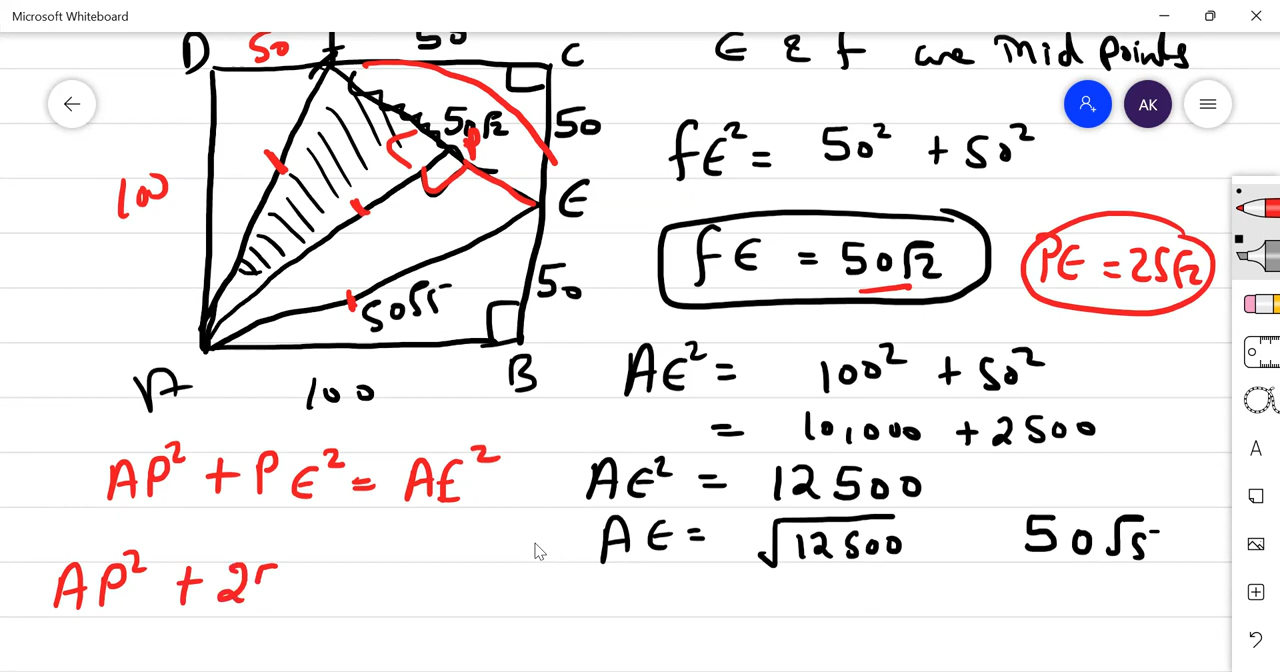 Microsoft Whiteboard
D 50 f 50 C
E & f are mid points
AK
50√2 50
P
fE² = 50² + 50²
100
E
fE = 50√2
PE = 25√2
50√5
50
A 100 B
AE² = 100² + 50²
= 10,000 + 2500
AP² + PE² = AE²
AE² = 12500
AE = √12500 50√5
AP² + 2
A